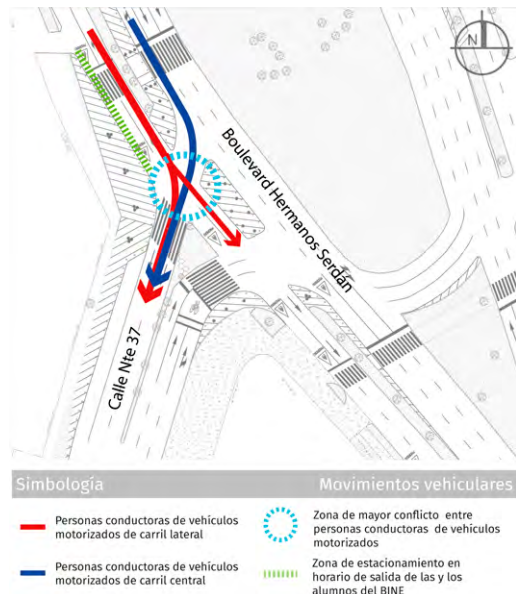 N
Boulevard Hermanos Serdán
Calle Nte 37
Simbología
Movimientos vehiculares
Personas conductoras de vehículos
motorizados de carril lateral
Zona de mayor conflicto entre
personas conductoras de vehículos
motorizados
Personas conductoras de vehículos
motorizados de carril central
Zona de estacionamiento en
horario de salida de las y los
alumnos del BINE